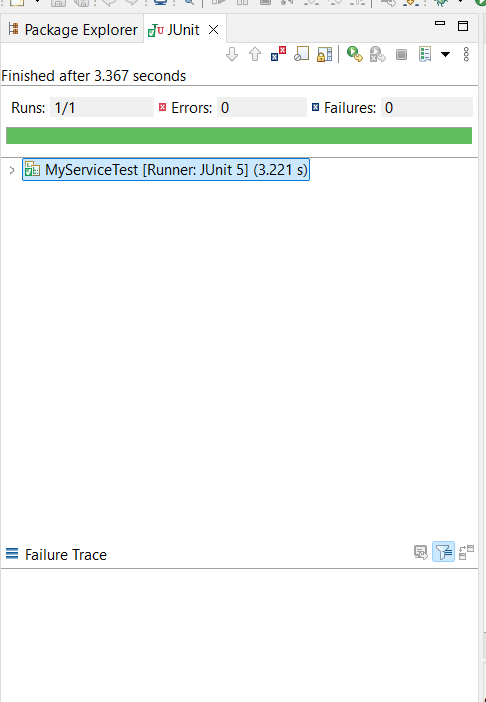 Package Explorer JUnit
Finished after 3.367 seconds
Runs: 1/1 Errors: 0 Failures: 0
MyServiceTest [Runner: JUnit 5] (3.221 s)
Failure Trace